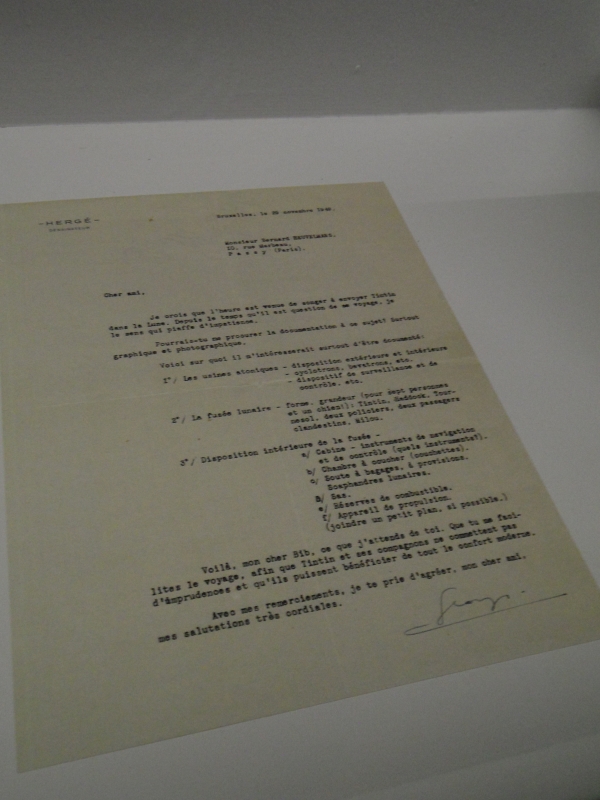 -HERGÉ-
Bruxelles, le 29 novembre
Monsieur Bernard HEUVELMANS,
10, rue
Passy (Paris).
Cher ami,
Je crois que l'heure est venue de songer à envoyer Tintin
dans la Lune. Depuis le temps qu'il est question de ce voyage, je
le sens qui piaffe d'impatience.
Pourrais-tu me procurer la documentation à ce sujet? Surtout
graphique et photographique.
Voici sur quoi il m'intéresserait surtout d'être documenté:
1°/ Les usines atomiques - disposition extérieure et intérieure
- cyclotrons, bevatrons, etc.
- dispositif de surveillance et de
contrôle, etc.
2°/ La fusée lunaire - forme, grandeur (pour sept personnes
et un chien!): Tintin, Haddock, Tour-
nesol, deux policiers, deux passagers
clandestins, Milou.
3°/ Disposition intérieure de la fusée -
a/ Cabine - instruments de navigation
et de contrôle (quels instruments?).
b/ Chambre à coucher (couchettes).
c/ Soute à bagages, à provisions.
Scaphandres lunaires.
d/ Sas.
e/ Réserves de combustible.
f/ Appareil de propulsion.
(joindre un petit plan, si possible.)
Voilà, mon cher Bib, ce que j'attends de toi. Que tu me faci-
lites le voyage, afin que Tintin et ses compagnons ne commettent pas
d'imprudences et qu'ils puissent bénéficier de tout le confort moderne.
Avec mes remerciements, je te prie d'agréer, mon cher ami,
mes salutations très cordiales.